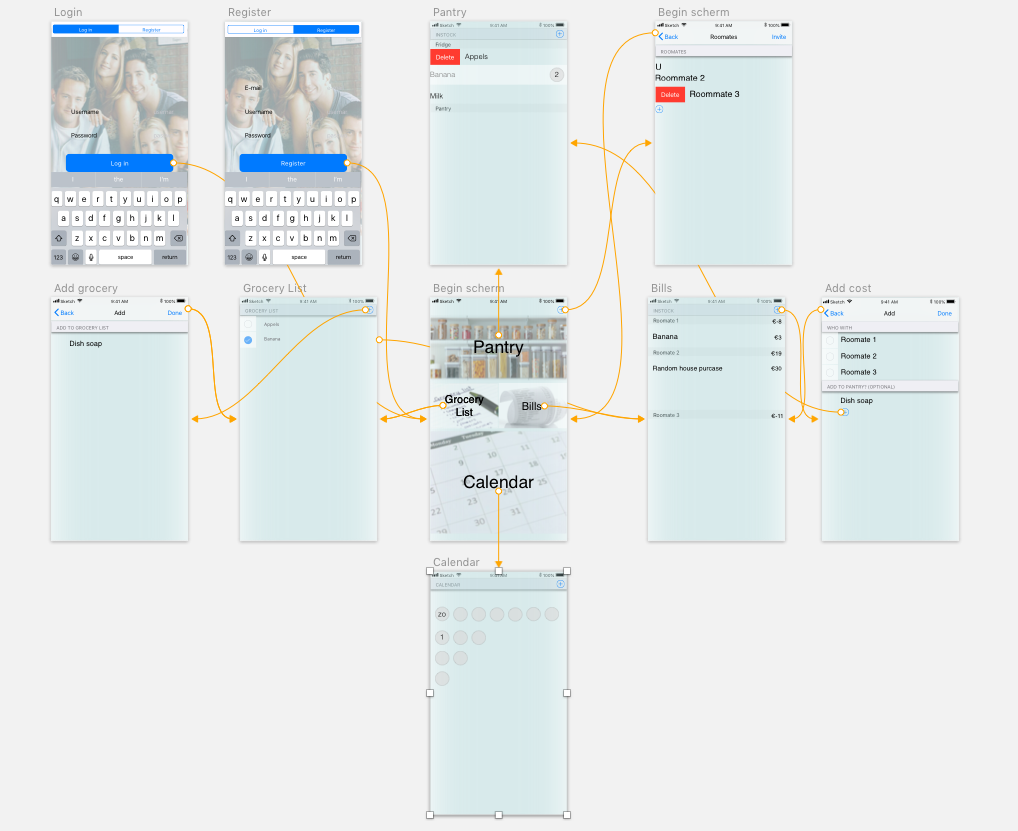 Login
Log in
Register
Username
Password
Log in
I
the
I'm
q w e r t y u i o p
a s d f g h j k l
z x c v b n m
123
space
return
Register
Log in
Register
E-mail
Username
Password
Register
I
the
I'm
q w e r t y u i o p
a s d f g h j k l
z x c v b n m
123
space
return
Pantry
Sketch 9:41 AM 100%
INSTOCK
Fridge
Delete Appels
Banana 2
Milk
Pantry
Begin scherm
Sketch 9:41 AM 100%
Back Roomates Invite
ROOMATES
U
Roommate 2
Delete Roommate 3
Add grocery
Sketch 9:41 AM 100%
Back Add Done
ADD TO GROCERY LIST
Dish soap
Grocery List
Sketch 9:41 AM 100%
GROCERY LIST
Appels
Banana
Begin scherm
Sketch 9:41 AM 100%
Pantry
Grocery
List
Bills
Calendar
Bills
Sketch 9:41 AM 100%
INSTOCK
Roomate 1 €-8
Banana €3
Roomate 2 €19
Random house purcase €30
Roomate 3 €-11
Add cost
Sketch 9:41 AM 100%
Back Add Done
WHO WITH
Roomate 1
Roomate 2
Roomate 3
ADD TO PANTRY? (OPTIONAL)
Dish soap
Calendar
Sketch 9:41 AM 100%
CALENDAR
zo
1